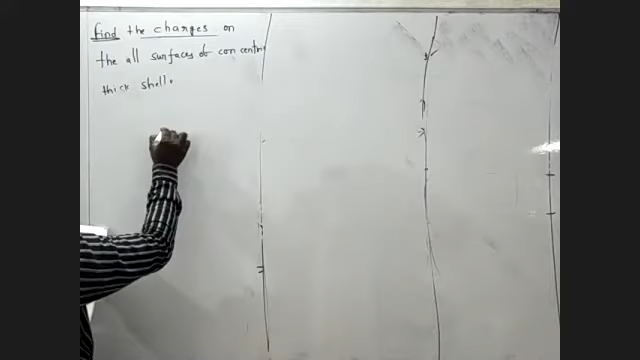 find the charges on
the all surfaces of concentric
thick shells